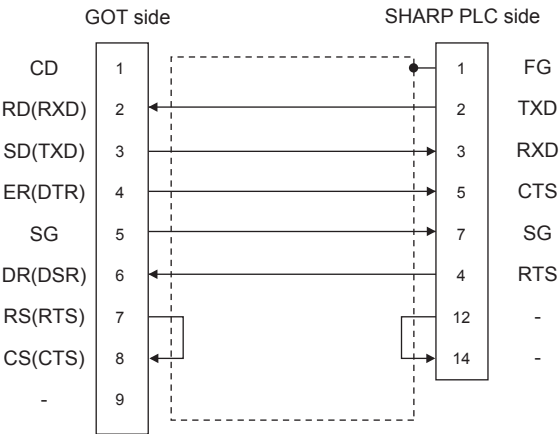 GOT side SHARP PLC side
CD 1 1 FG
RD(RXD) 2 2 TXD
SD(TXD) 3 3 RXD
ER(DTR) 4 5 CTS
SG 5 7 SG
DR(DSR) 6 4 RTS
RS(RTS) 7 12 -
CS(CTS) 8 14 -
- 9